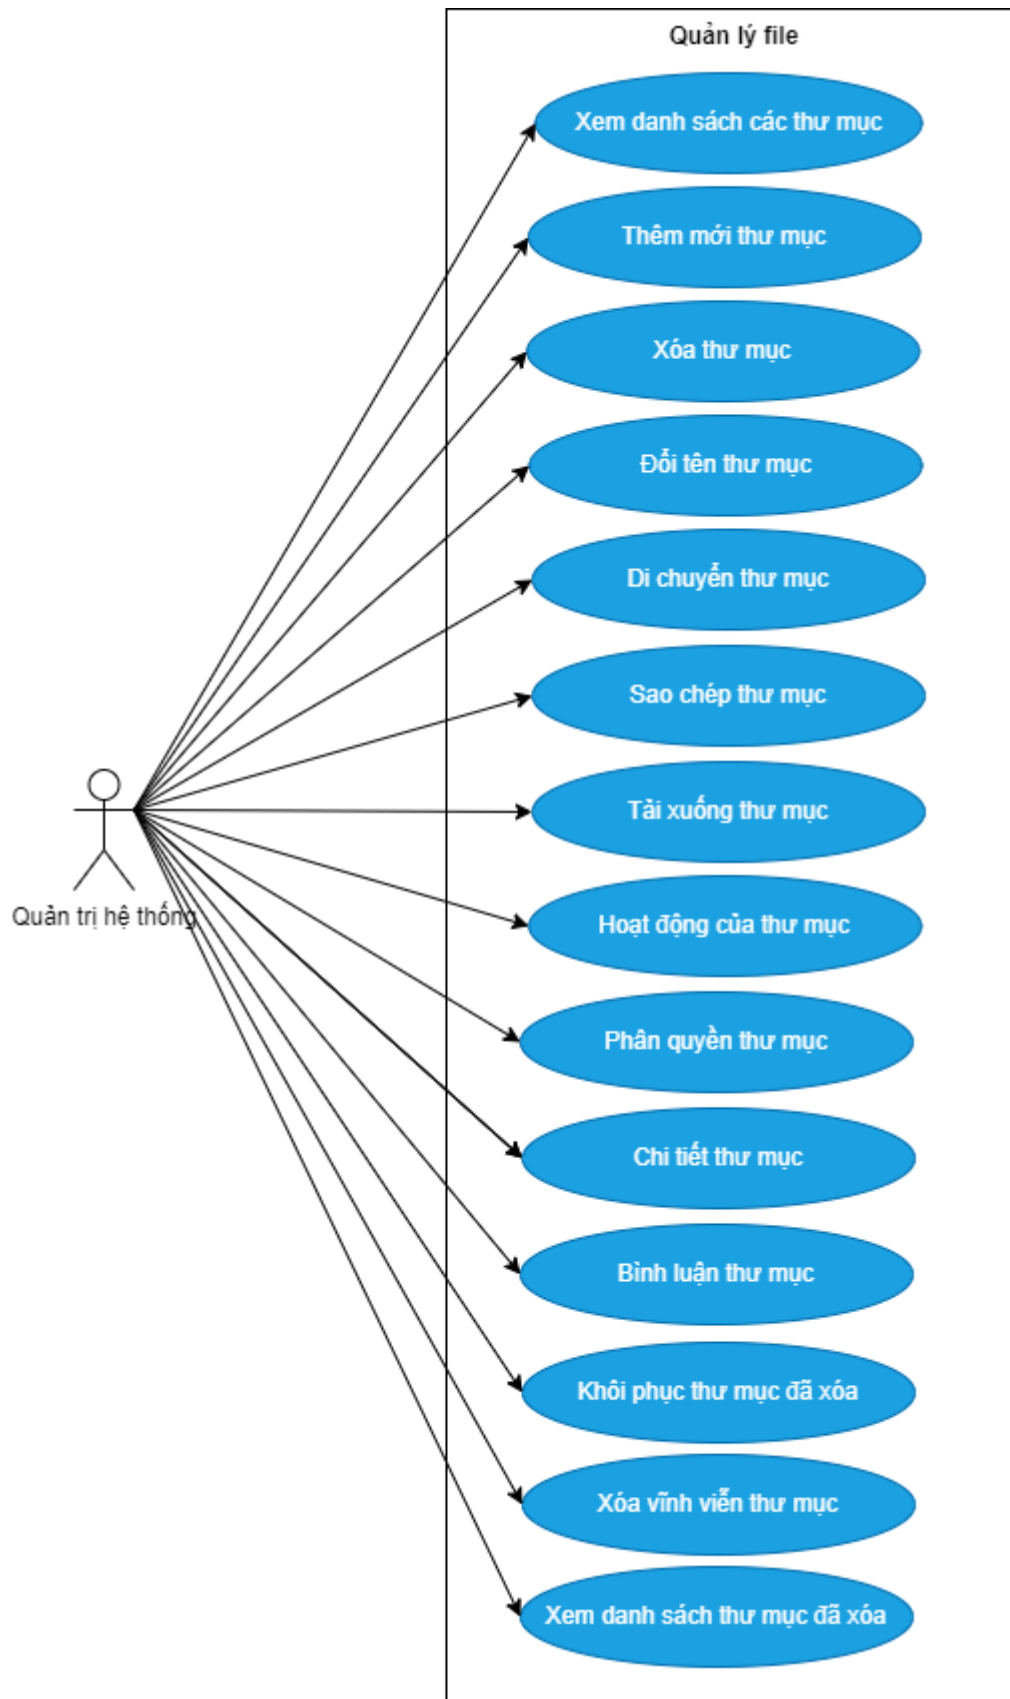 Quản lý file
Xem danh sách các thư mục
Thêm mới thư mục
Xóa thư mục
Đổi tên thư mục
Di chuyển thư mục
Sao chép thư mục
Tải xuống thư mục
Quản trị hệ thống
Hoạt động của thư mục
Phân quyền thư mục
Chi tiết thư mục
Bình luận thư mục
Khôi phục thư mục đã xóa
Xóa vĩnh viễn thư mục
Xem danh sách thư mục đã xóa